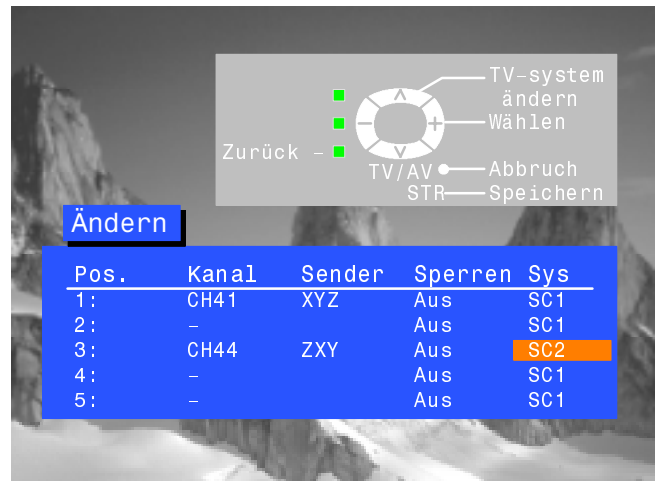 TV-system
ändern
Wählen
Zurück -
TV/AV Abbruch
STR Speichern
Ändern
Pos. Kanal Sender Sperren Sys
1: CH41 XYZ Aus SC1
2: - Aus SC1
3: CH44 ZXY Aus SC2
4: - Aus SC1
5: - Aus SC1